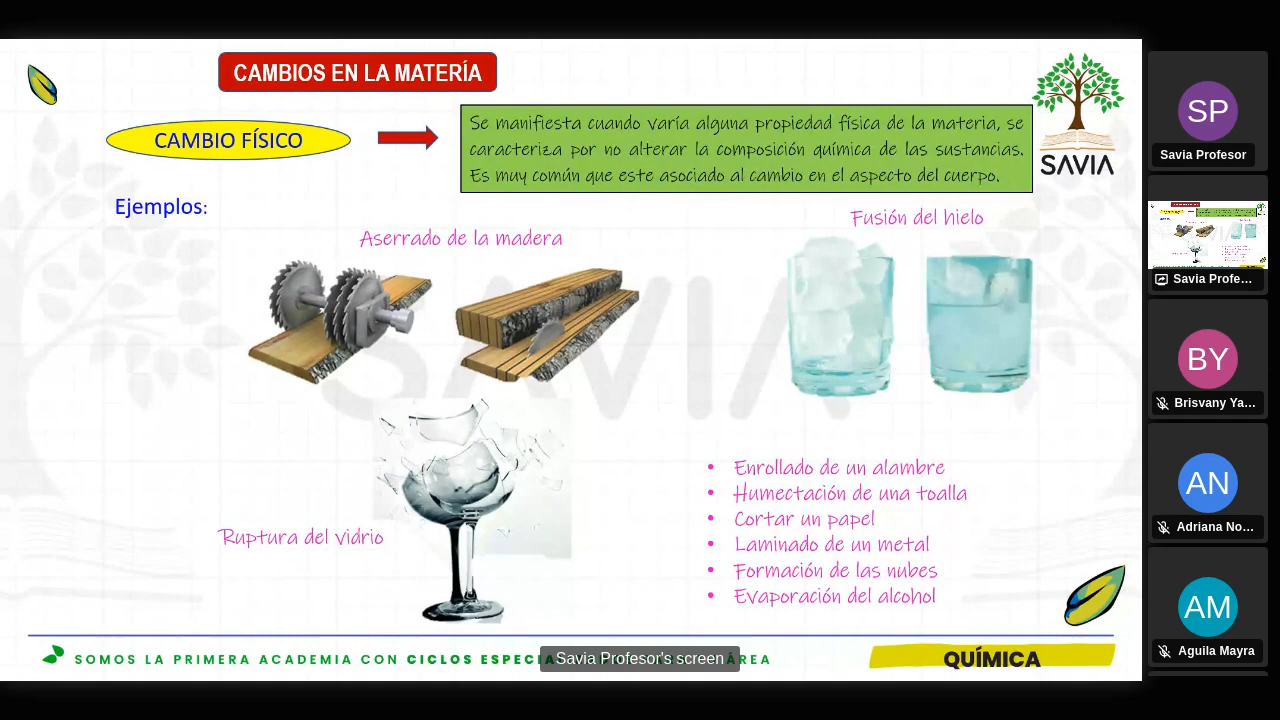 CAMBIOS EN LA MATERÍA
CAMBIO FÍSICO
Se manifiesta cuando varía alguna propiedad física de la materia, se
caracteriza por no alterar la composición química de las sustancias.
Es muy común que este asociado al cambio en el aspecto del cuerpo.
SAVIA
Ejemplos:
Aserrado de la madera
Fusión del hielo
SAVIA
Ruptura del vidrio
• Enrollado de un alambre
• Humectación de una toalla
• Cortar un papel
• Laminado de un metal
• Formación de las nubes
• Evaporación del alcohol
SOMOS LA PRIMERA ACADEMIA CON CICLOS ESPECI
ÁREA
Savia Profesor's screen
QUÍMICA
SP
Savia Profesor
Savia Profe...
BY
Brisvany Ya...
AN
Adriana No...
AM
Aguila Mayra